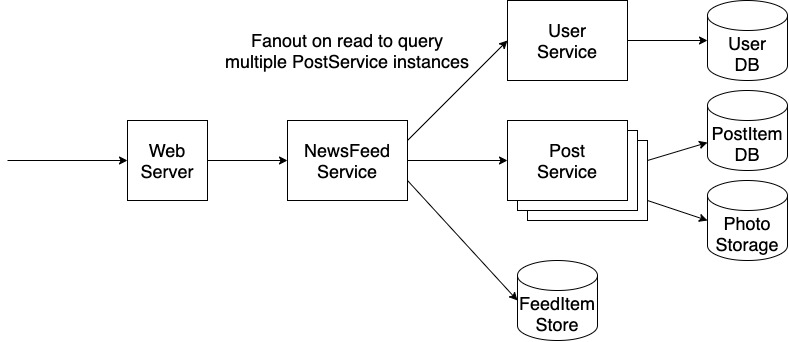 Fanout on read to query
multiple PostService instances
User
Service
User
DB
Web
Server
NewsFeed
Service
Post
Service
PostItem
DB
Photo
Storage
FeedItem
Store